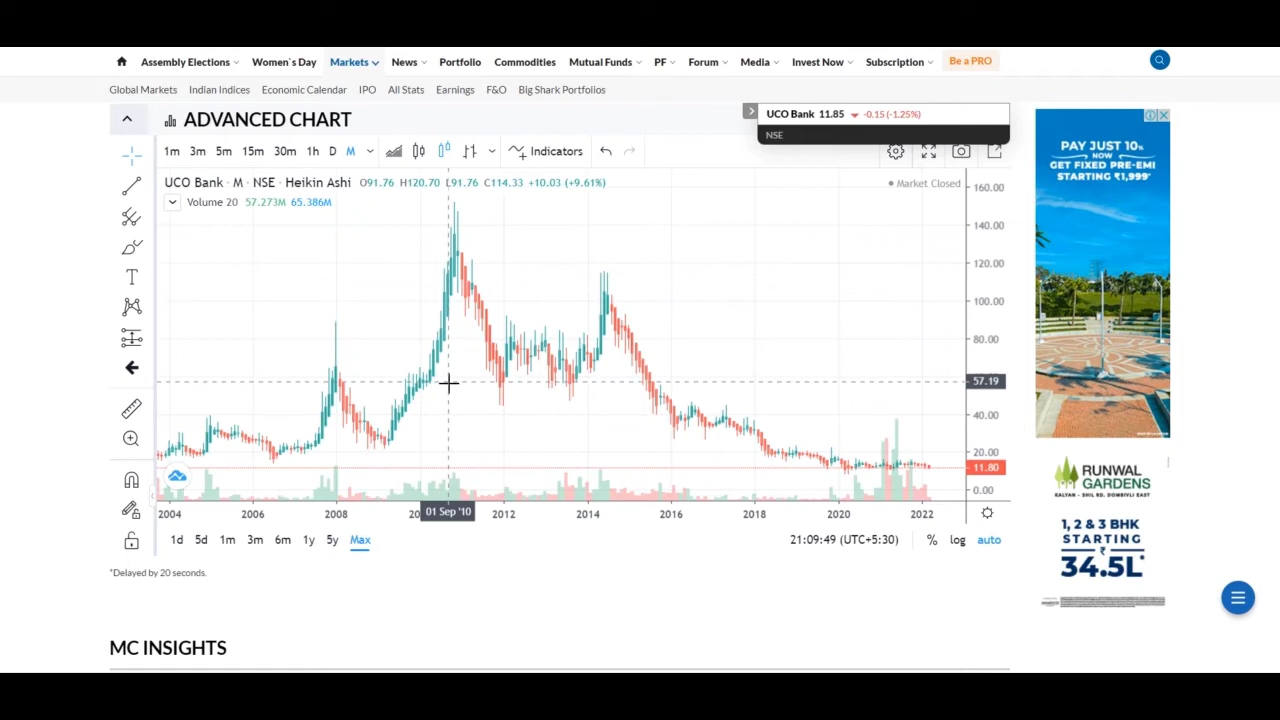 Assembly Elections Women`s Day Markets News Portfolio Commodities Mutual Funds PF Forum Media Invest Now Subscription Be a PRO
Global Markets Indian Indices Economic Calendar IPO All Stats Earnings F&O Big Shark Portfolios
ADVANCED CHART
UCO Bank 11.85 -0.15 (-1.25%)
NSE
1m 3m 5m 15m 30m 1h D M Indicators
UCO Bank · M · NSE · Heikin Ashi O91.76 H120.70 L91.76 C114.33 +10.03 (+9.61%)
Market Closed
Volume 20 57.273M 65.386M
160.00
140.00
120.00
100.00
80.00
57.19
40.00
20.00
11.80
0.00
2004 2006 2008 20 01 Sep '10 2012 2014 2016 2018 2020 2022
1d 5d 1m 3m 6m 1y 5y Max 21:09:49 (UTC+5:30) % log auto
*Delayed by 20 seconds.
MC INSIGHTS
PAY JUST 10%
NOW
GET FIXED PRE-EMI
STARTING ₹1,999*
RUNWAL
GARDENS
KALYAN - SHIL RD. DOMBIVLI EAST
1, 2 & 3 BHK
STARTING
₹
34.5L*